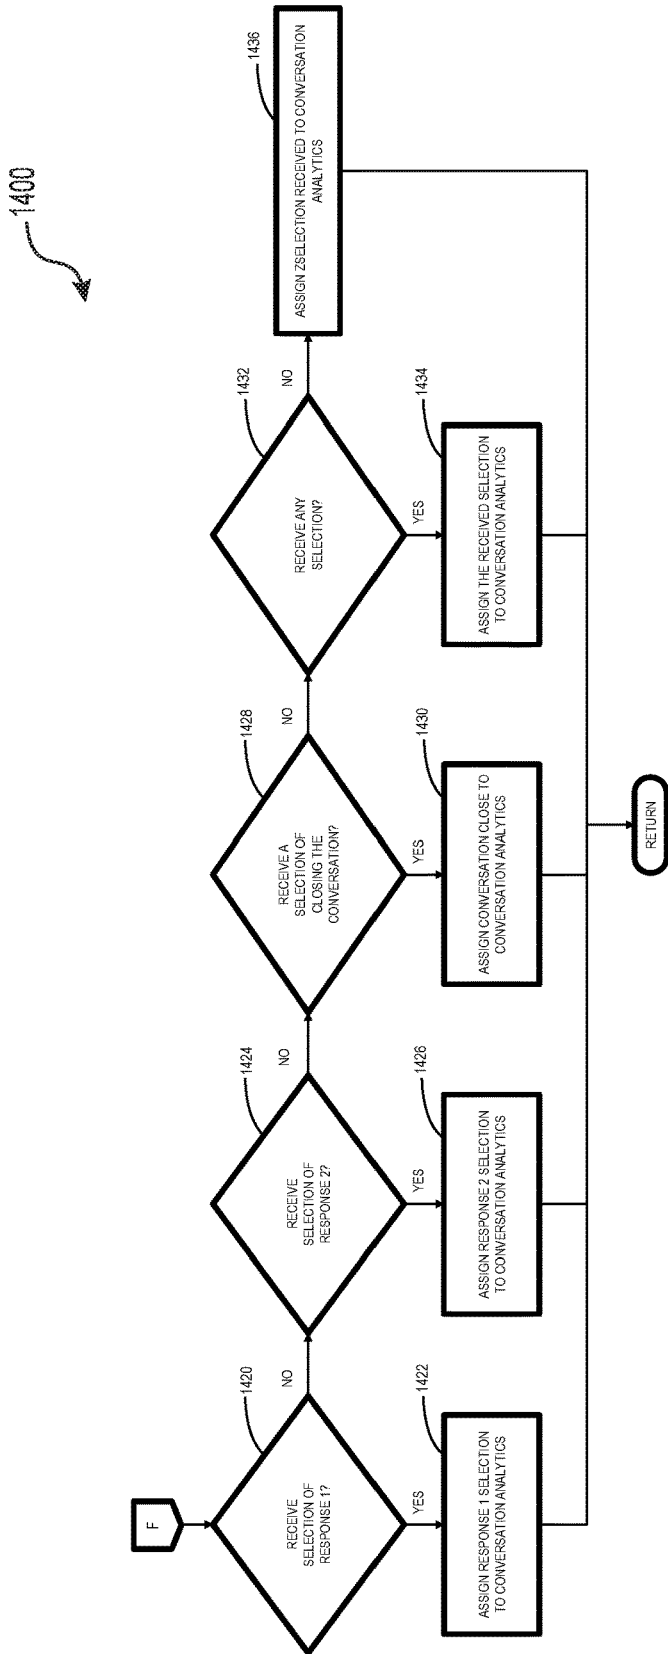 1400
F
1420
RECEIVE
SELECTION OF
RESPONSE 1?
YES
NO
1422
ASSIGN RESPONSE 1 SELECTION
TO CONVERSATION ANALYTICS
1424
RECEIVE
SELECTION OF
RESPONSE 2?
YES
NO
1426
ASSIGN RESPONSE 2 SELECTION
TO CONVERSATION ANALYTICS
1428
RECEIVE A
SELECTION OF
CLOSING THE
CONVERSATION?
YES
NO
1430
ASSIGN CONVERSATION CLOSE TO
CONVERSATION ANALYTICS
1432
RECEIVE ANY
SELECTION?
YES
NO
1434
ASSIGN THE RECEIVED SELECTION
TO CONVERSATION ANALYTICS
1436
ASSIGN ZSELECTION RECEIVED TO CONVERSATION
ANALYTICS
RETURN